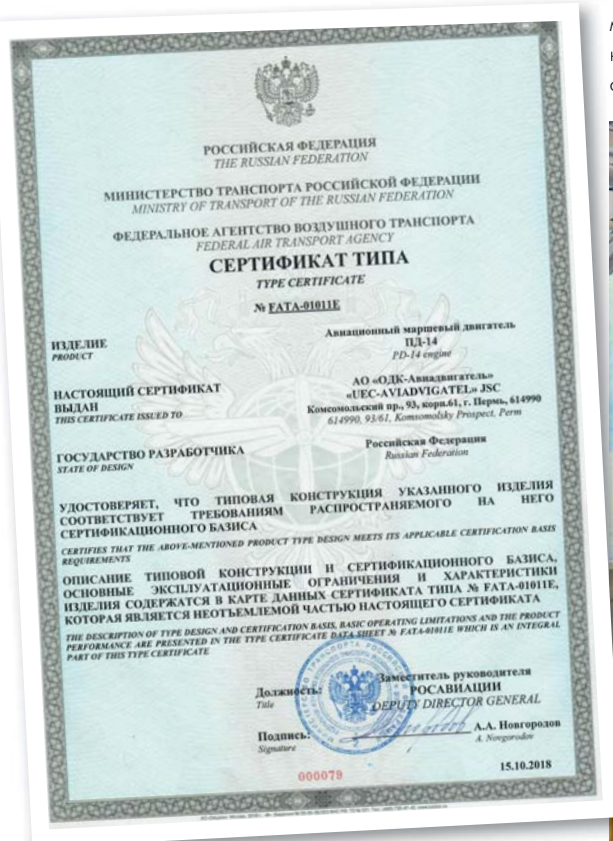 РОССИЙСКАЯ ФЕДЕРАЦИЯ
THE RUSSIAN FEDERATION
МИНИСТЕРСТВО ТРАНСПОРТА РОССИЙСКОЙ ФЕДЕРАЦИИ
MINISTRY OF TRANSPORT OF THE RUSSIAN FEDERATION
ФЕДЕРАЛЬНОЕ АГЕНТСТВО ВОЗДУШНОГО ТРАНСПОРТА
FEDERAL AIR TRANSPORT AGENCY
СЕРТИФИКАТ ТИПА
TYPE CERTIFICATE
№ FATA-01011E
ИЗДЕЛИЕ
PRODUCT
Авиационный маршевый двигатель
ПД-14
PD-14 engine
НАСТОЯЩИЙ СЕРТИФИКАТ
ВЫДАН
THIS CERTIFICATE ISSUED TO
АО «ОДК-Авиадвигатель»
«UEC-AVIADVIGATEL» JSC
Комсомольский пр., 93, корп.61, г. Пермь, 614990
614990, 93/61, Komsomolsky Prospect, Perm
ГОСУДАРСТВО РАЗРАБОТЧИКА
STATE OF DESIGN
Российская Федерация
Russian Federation
УДОСТОВЕРЯЕТ, ЧТО ТИПОВАЯ КОНСТРУКЦИЯ УКАЗАННОГО ИЗДЕЛИЯ
СООТВЕТСТВУЕТ ТРЕБОВАНИЯМ РАСПРОСТРАНЯЕМОГО НА НЕГО
СЕРТИФИКАЦИОННОГО БАЗИСА
CERTIFIES THAT THE ABOVE-MENTIONED PRODUCT TYPE DESIGN MEETS ITS APPLICABLE CERTIFICATION BASIS
REQUIREMENTS
ОПИСАНИЕ ТИПОВОЙ КОНСТРУКЦИИ И СЕРТИФИКАЦИОННОГО БАЗИСА,
ОСНОВНЫЕ ЭКСПЛУАТАЦИОННЫЕ ОГРАНИЧЕНИЯ И ХАРАКТЕРИСТИКИ
ИЗДЕЛИЯ СОДЕРЖАТСЯ В КАРТЕ ДАННЫХ СЕРТИФИКАТА ТИПА № FATA-01011E,
КОТОРАЯ ЯВЛЯЕТСЯ НЕОТЪЕМЛЕМОЙ ЧАСТЬЮ НАСТОЯЩЕГО СЕРТИФИКАТА
THE DESCRIPTION OF TYPE DESIGN AND CERTIFICATION BASIS, BASIC OPERATING LIMITATIONS AND THE PRODUCT
PERFORMANCE ARE PRESENTED IN THE TYPE CERTIFICATE DATA SHEET № FATA-01011E WHICH IS AN INTEGRAL
PART OF THIS TYPE CERTIFICATE
Должность:
Title
Заместитель руководителя
РОСАВИАЦИИ
DEPUTY DIRECTOR GENERAL
Подпись:
Signature
А.А. Новгородов
A. Novgorodov
000079
15.10.2018